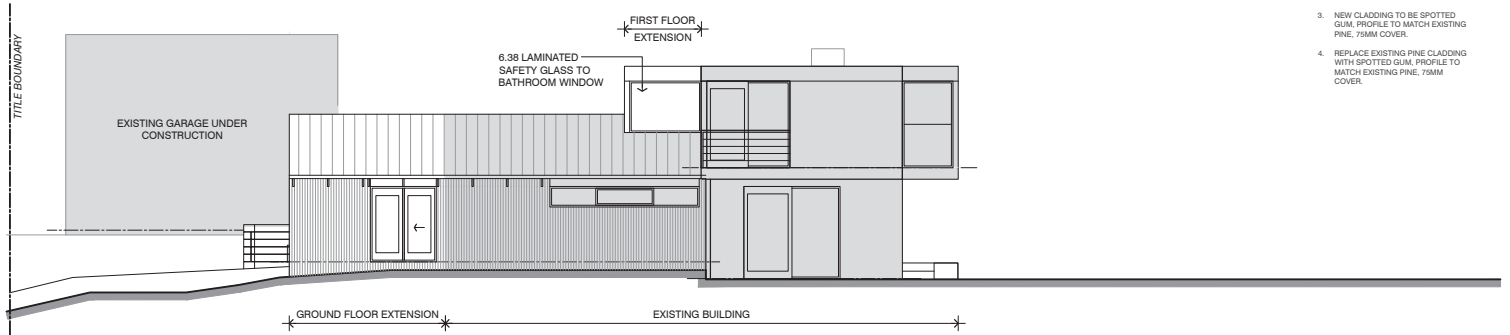 TITLE BOUNDARY
EXISTING GARAGE UNDER
CONSTRUCTION
6.38 LAMINATED
SAFETY GLASS TO
BATHROOM WINDOW
FIRST FLOOR
EXTENSION
3. NEW CLADDING TO BE SPOTTED
GUM, PROFILE TO MATCH EXISTING
PINE, 75MM COVER.
4. REPLACE EXISTING PINE CLADDING
WITH SPOTTED GUM, PROFILE TO
MATCH EXISTING PINE, 75MM
COVER.
GROUND FLOOR EXTENSION
EXISTING BUILDING